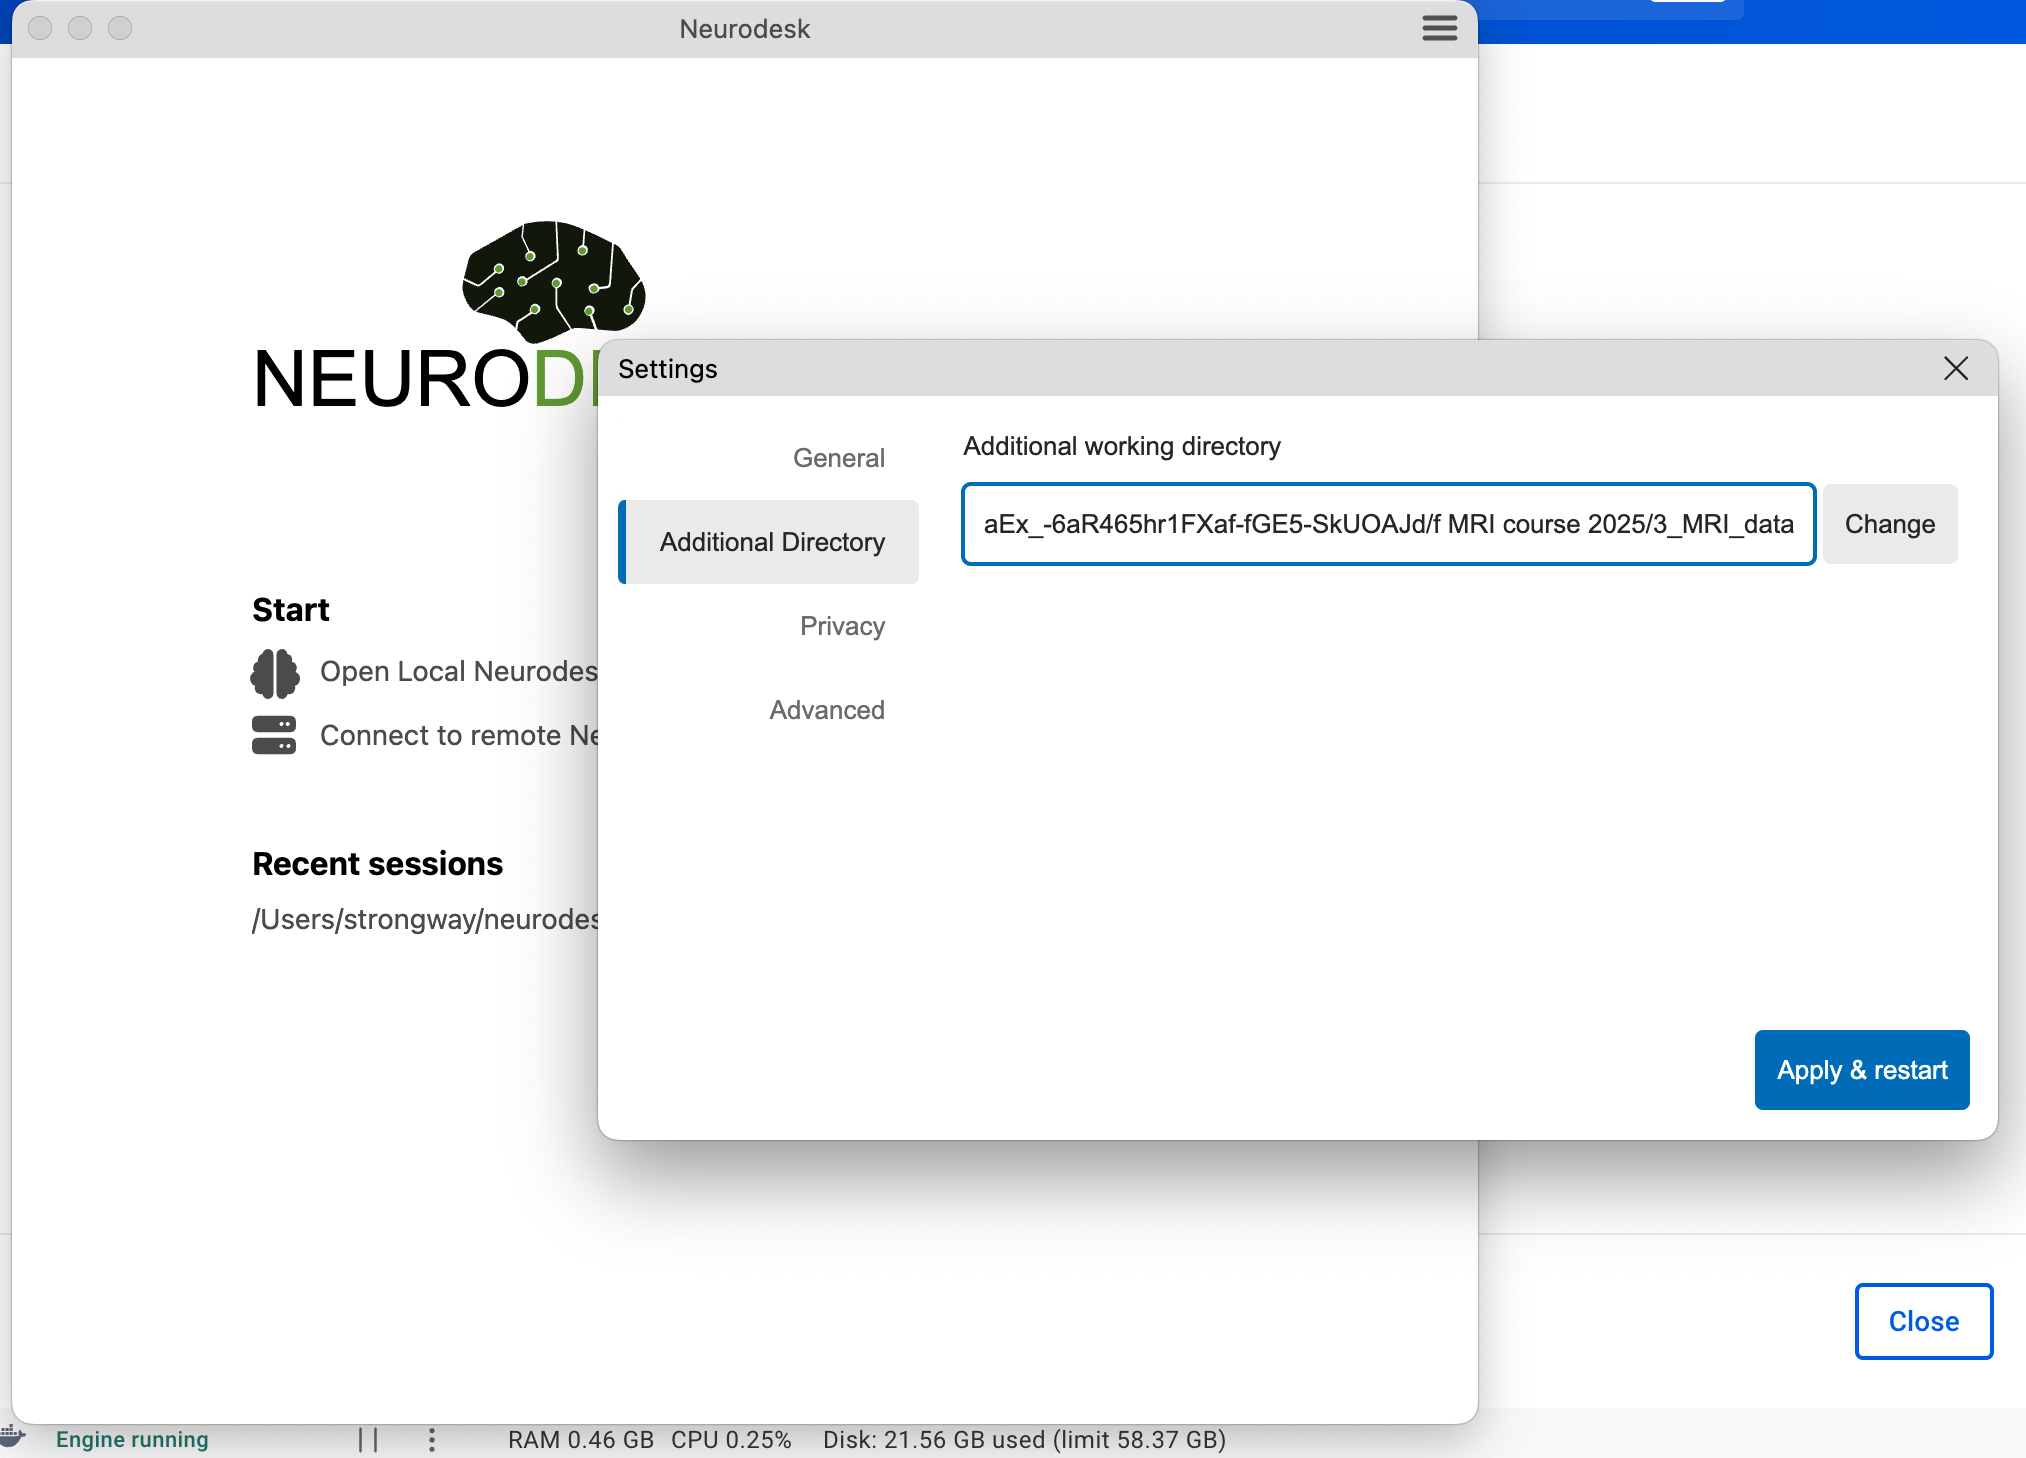 Neurodesk
NEUROD
Settings
General
Additional Directory
Privacy
Advanced
Additional working directory
aEx_-6aR465hr1FXaf-fGE5-SkUOAJd/f MRI course 2025/3_MRI_data
Change
Apply & restart
Start
Open Local Neurodes
Connect to remote Ne
Recent sessions
/Users/strongway/neurodes
Close
Engine running
RAM 0.46 GB CPU 0.25% Disk: 21.56 GB used (limit 58.37 GB)